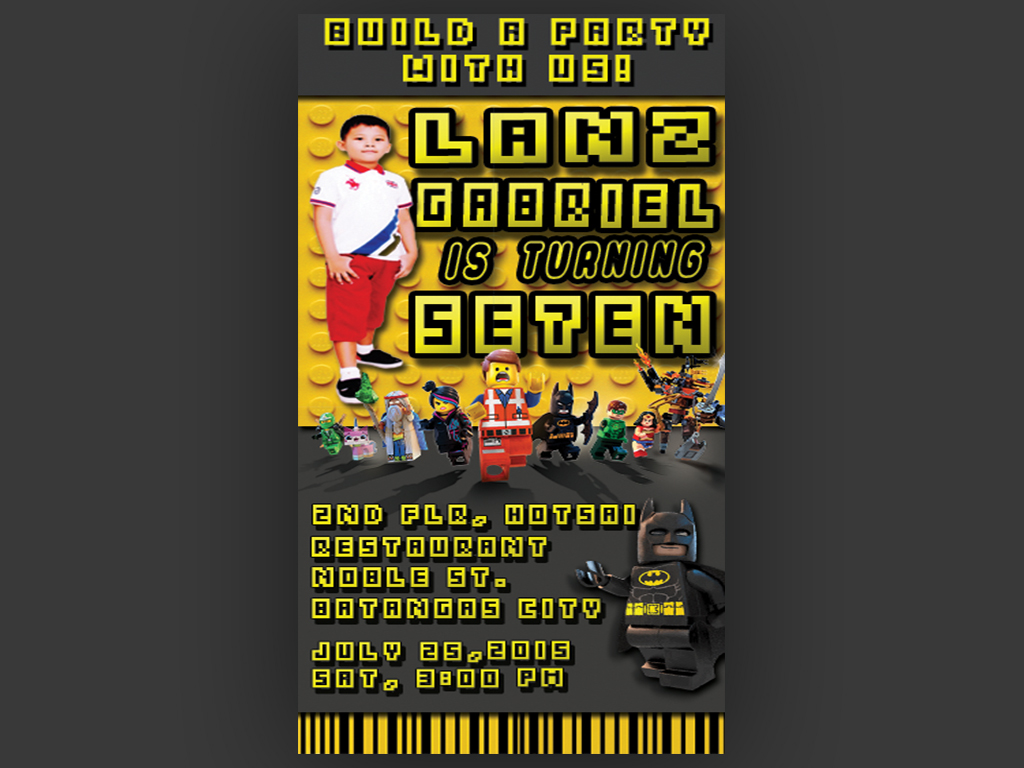 BUILD A PARTY
WITH US!
LANZ
GABRIEL
IS TURNING
SE7EN
2ND FLR, HOTSAI
RESTAURANT
NOBLE ST.
BATANGAS CITY
JULY 25,2015
SAT, 3:00 PM